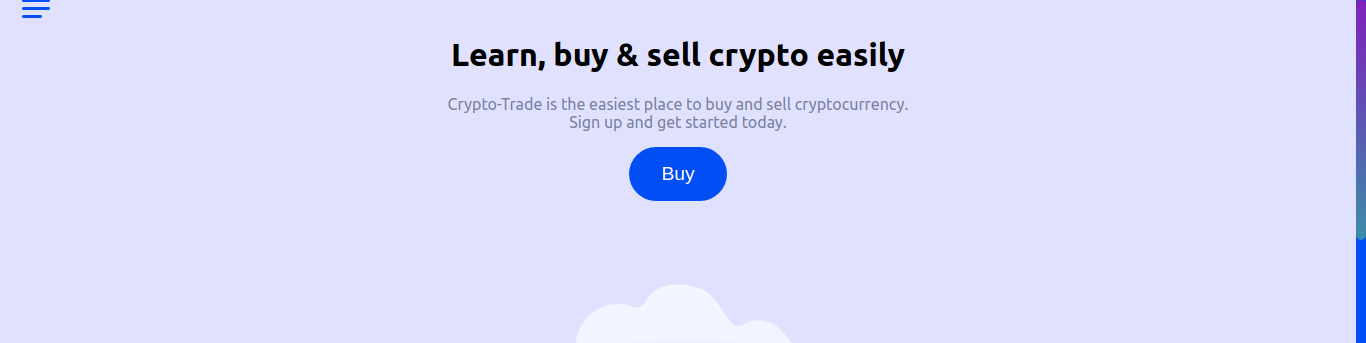 Learn, buy & sell crypto easily
Crypto-Trade is the easiest place to buy and sell cryptocurrency.
Sign up and get started today.
Buy